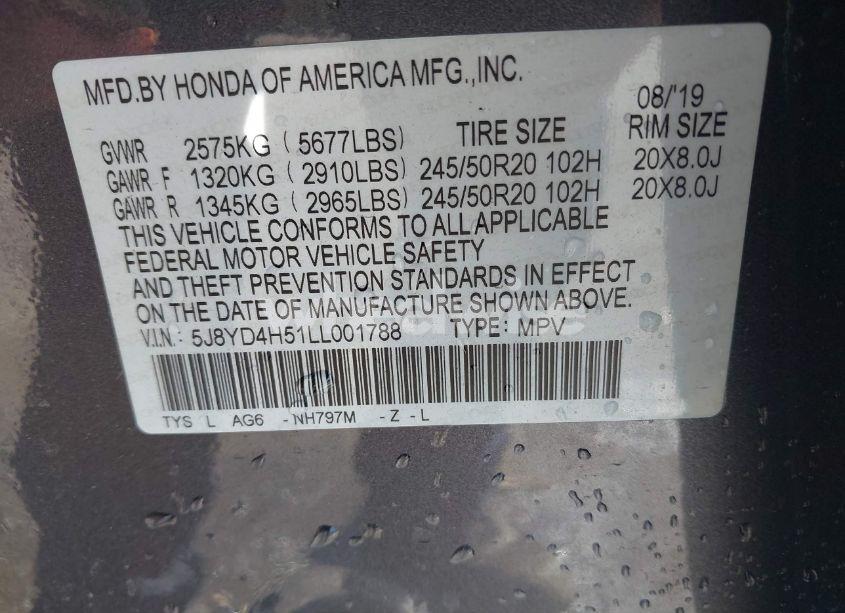 MFD.BY HONDA OF AMERICA MFG.,INC.
08/'19
GVWR 2575KG ( 5677LBS) TIRE SIZE RIM SIZE
GAWR F 1320KG ( 2910LBS) 245/50R20 102H 20X8.0J
GAWR R 1345KG ( 2965LBS) 245/50R20 102H 20X8.0J
THIS VEHICLE CONFORMS TO ALL APPLICABLE
FEDERAL MOTOR VEHICLE SAFETY
AND THEFT PREVENTION STANDARDS IN EFFECT
ON THE DATE OF MANUFACTURE SHOWN ABOVE.
V.I.N.: 5J8YD4H51LL001788 TYPE: MPV
TYS L AG6 -NH797M -Z -L